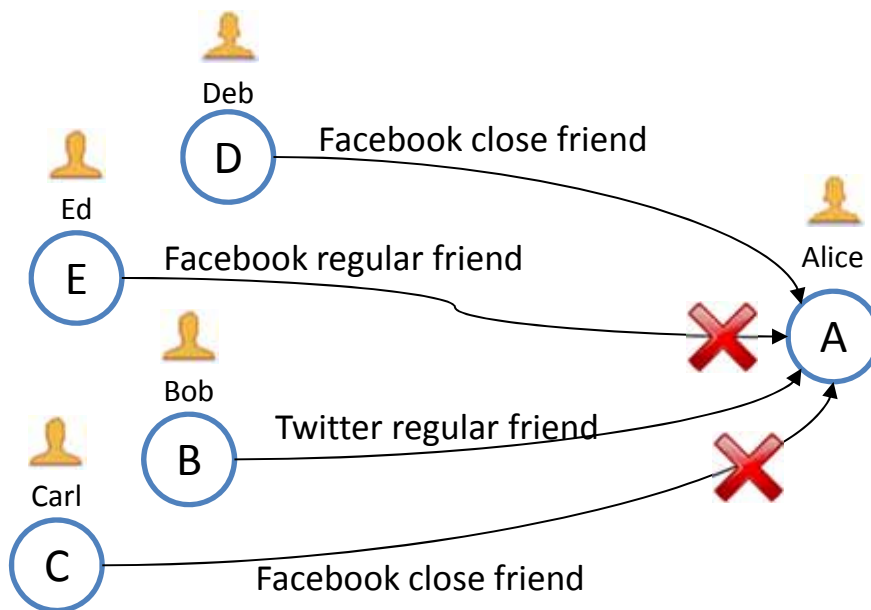 Deb
D
Facebook close friend
Ed
E
Facebook regular friend
Alice
A
Bob
B
Twitter regular friend
Carl
C
Facebook close friend